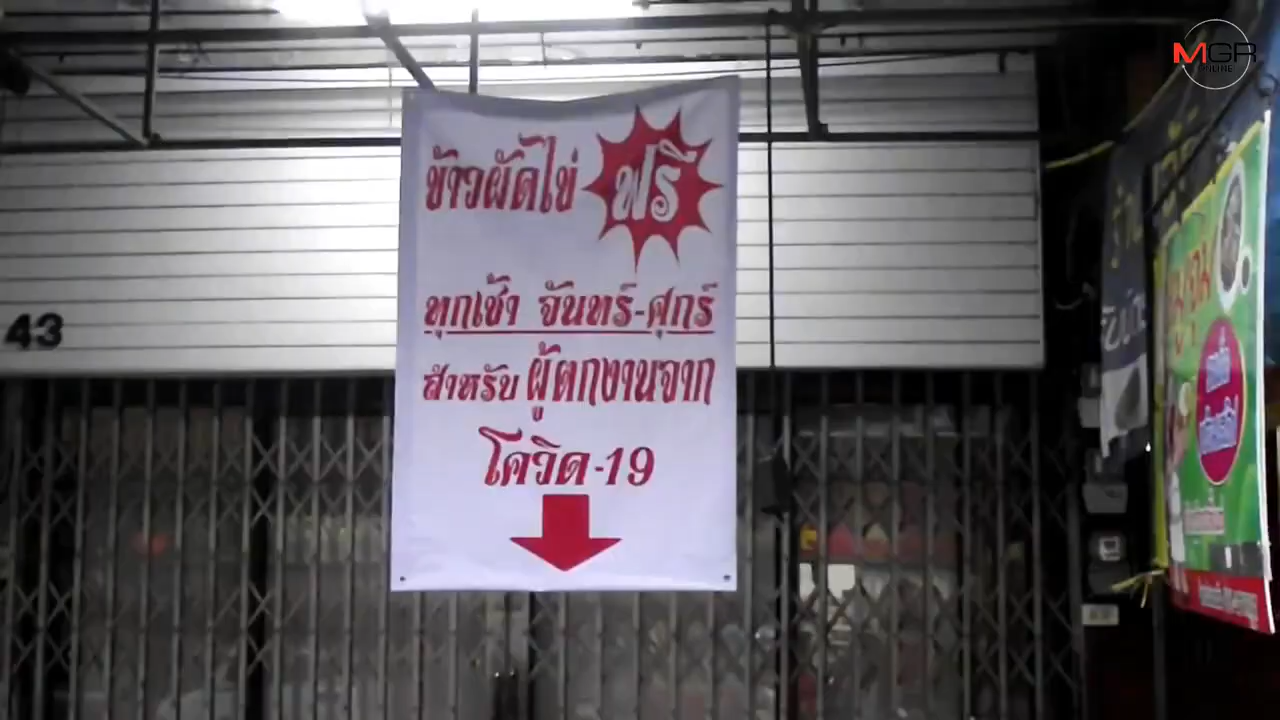 MGR
ONLINE
ข้าวผัดไข่ ฟรี
ทุกเช้า จันทร์-ศุกร์
สำหรับ ผู้ตกงานจาก
โควิด-19
43